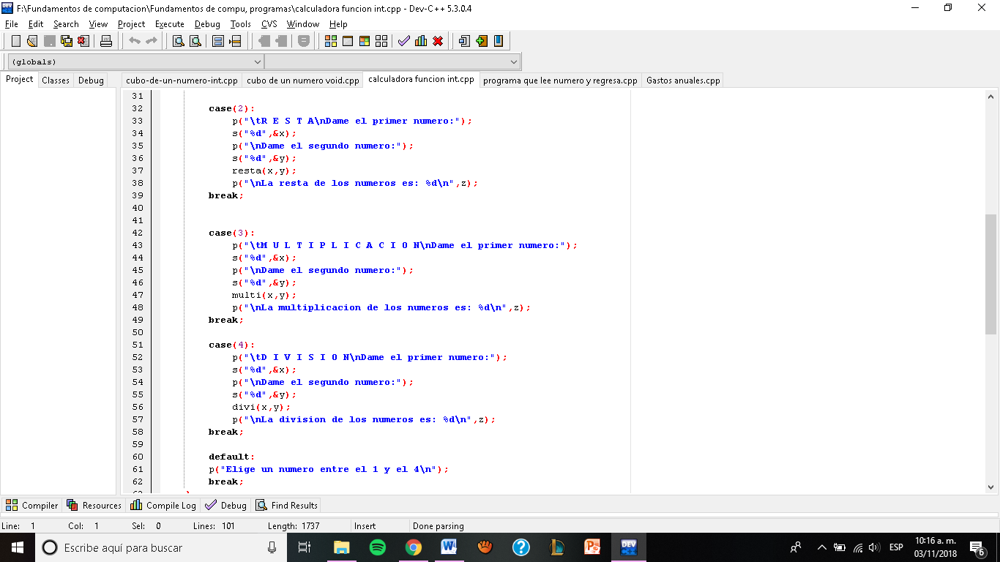 F:\Fundamentos de computacion\Fundamentos de compu, programas\calculadora funcion int.cpp - Dev-C++ 5.3.0.4
File Edit Search View Project Execute Debug Tools CVS Window Help
(globals)
Project Classes Debug
cubo-de-un-numero-int.cpp cubo de un numero void.cpp calculadora funcion int.cpp programa que lee numero y regresa.cpp Gastos anuales.cpp
31
32 case(2):
33 p("\tR E S T A\nDame el primer numero:");
34 s("%d",&x);
35 p("\nDame el segundo numero:");
36 s("%d",&y);
37 resta(x,y);
38 p("\nLa resta de los numeros es: %d\n",z);
39 break;
40
41
42 case(3):
43 p("\tM U L T I P L I C A C I O N\nDame el primer numero:");
44 s("%d",&x);
45 p("\nDame el segundo numero:");
46 s("%d",&y);
47 multi(x,y);
48 p("\nLa multiplicacion de los numeros es: %d\n",z);
49 break;
50
51 case(4):
52 p("\tD I V I S I O N\nDame el primer numero:");
53 s("%d",&x);
54 p("\nDame el segundo numero:");
55 s("%d",&y);
56 divi(x,y);
57 p("\nLa division de los numeros es: %d\n",z);
58 break;
59
60 default:
61 p("Elige un numero entre el 1 y el 4\n");
62 break;
Compiler Resources Compile Log Debug Find Results
Line: 1 Col: 1 Sel: 0 Lines: 101 Length: 1737 Insert Done parsing
Escribe aquí para buscar
ESP
10:16 a. m.
03/11/2018
6